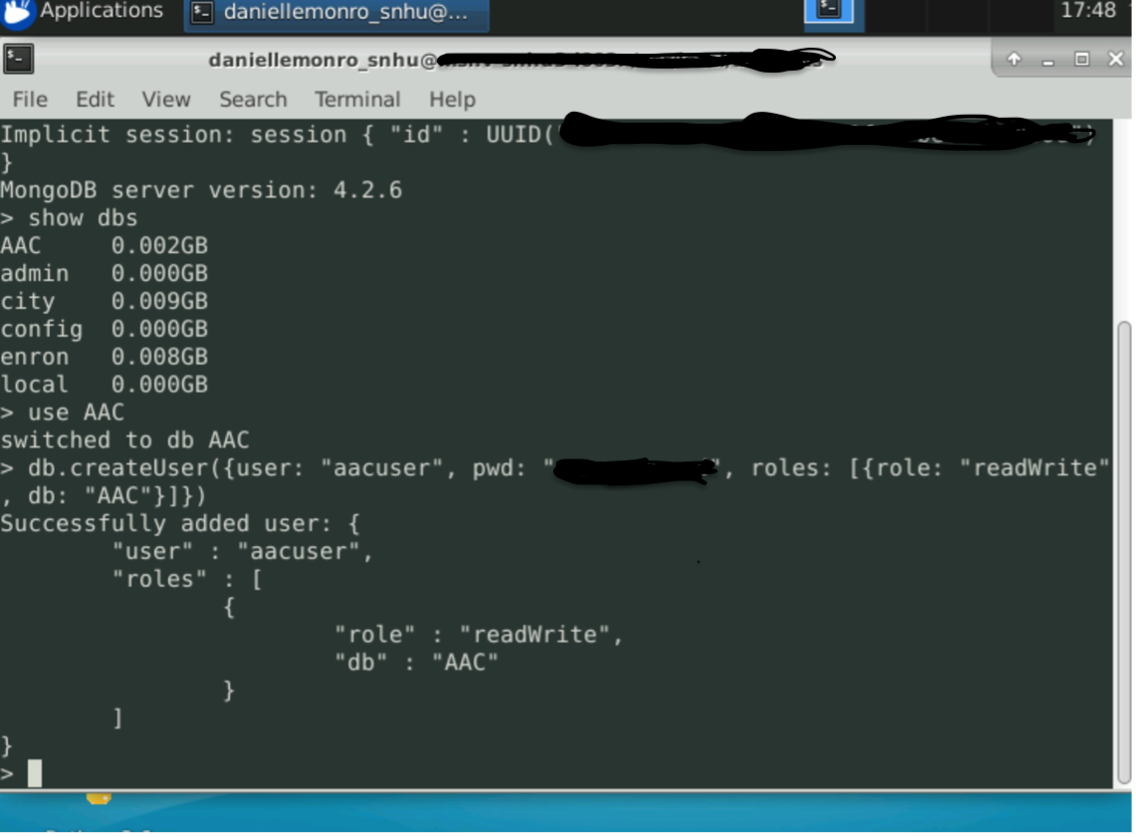 Applications daniellemonro_snhu@... 17:48
daniellemonro_snhu@
File Edit View Search Terminal Help
Implicit session: session { "id" : UUID( ")
}
MongoDB server version: 4.2.6
> show dbs
AAC 0.002GB
admin 0.000GB
city 0.009GB
config 0.000GB
enron 0.008GB
local 0.000GB
> use AAC
switched to db AAC
> db.createUser({user: "aacuser", pwd: " ", roles: [{role: "readWrite"
, db: "AAC"}]})
Successfully added user: {
"user" : "aacuser",
"roles" : [
{
"role" : "readWrite",
"db" : "AAC"
}
]
}
>